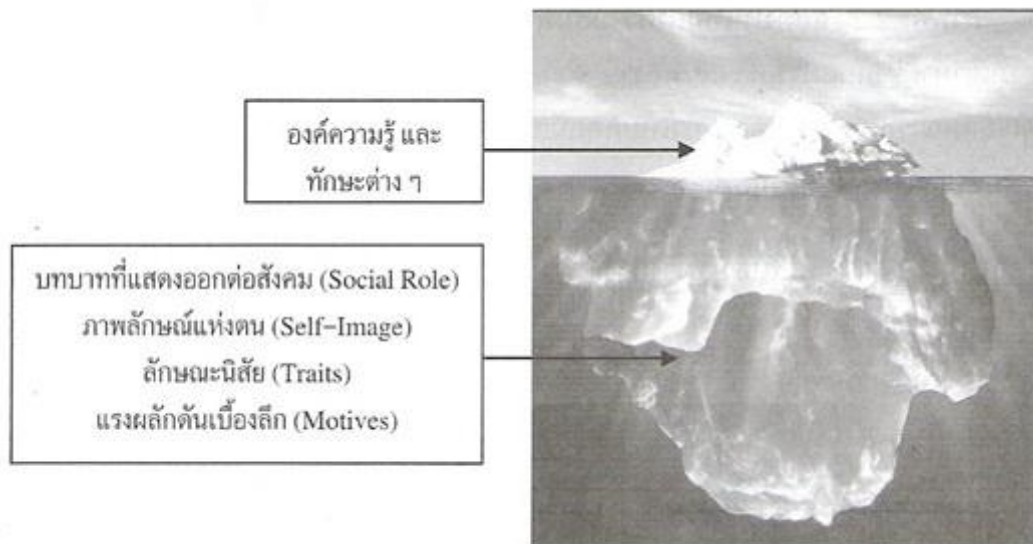 องค์ความรู้ และ
ทักษะต่าง ๆ
บทบาทที่แสดงออกต่อสังคม (Social Role)
ภาพลักษณ์แห่งตน (Self-Image)
ลักษณะนิสัย (Traits)
แรงผลักดันเบื้องลึก (Motives)